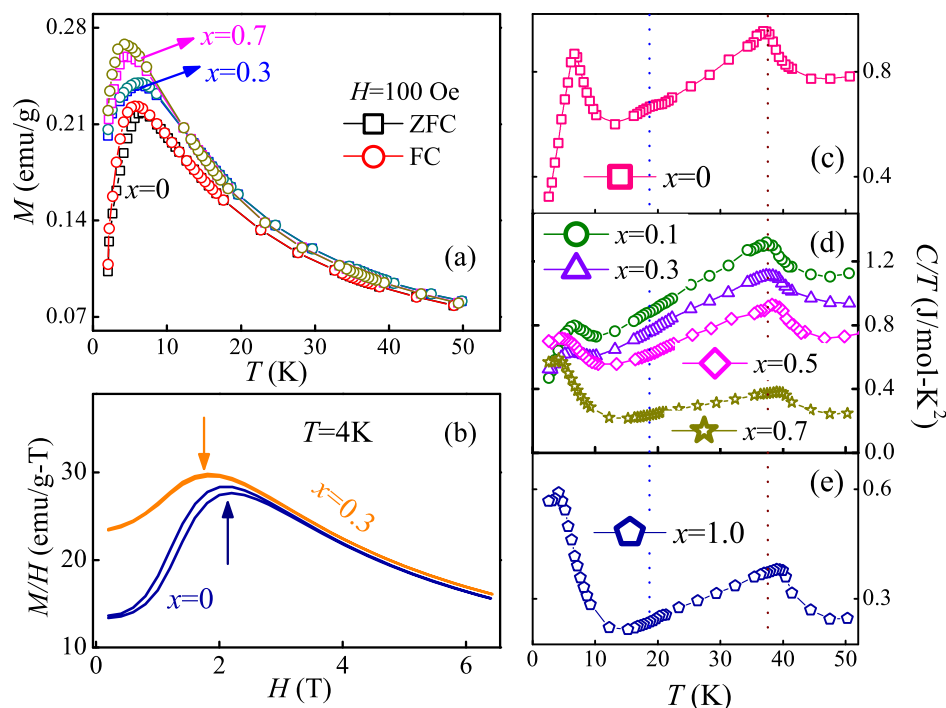 0.28
0.21
0.14
0.07
M (emu/g)
x=0.7
x=0.3
H=100 Oe
ZFC
FC
x=0
(a)
0 10 20 30 40 50
T (K)
40
30
20
10
M/H (emu/g-T)
(b)
T=4K
x=0.3
x=0
0 2 4 6
H (T)
0.8
0.4
(c)
x=0
(d)
x=0.1
x=0.3
x=0.5
x=0.7
1.2
0.8
0.4
0.0
C/T (J/mol-K²)
(e)
x=1.0
0.6
0.3
0 10 20 30 40 50
T (K)